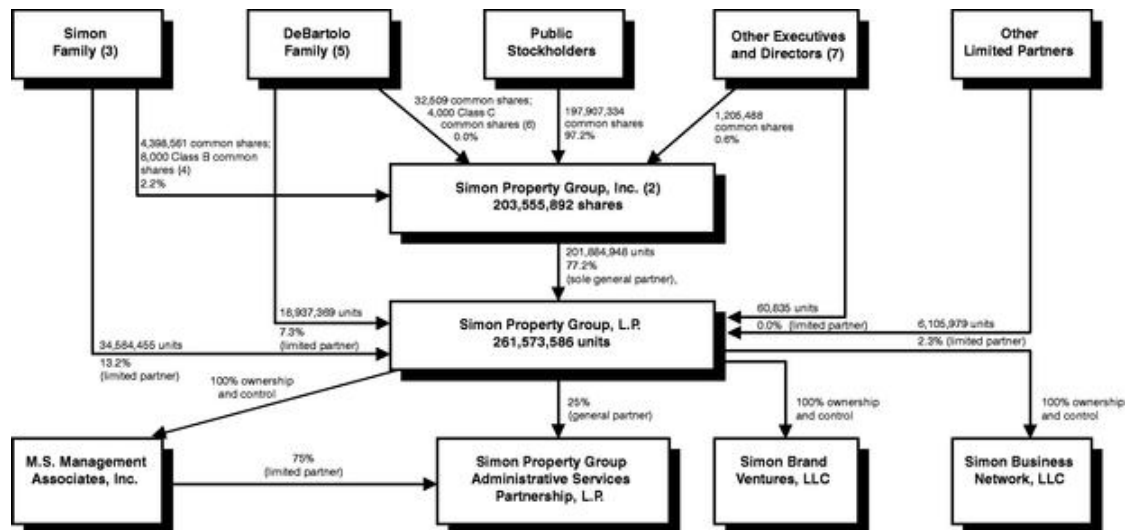 Simon
Family (3)
DeBartolo
Family (5)
Public
Stockholders
Other Executives
and Directors (7)
Other
Limited Partners
4,398,561 common shares;
8,000 Class B common
shares (4)
2.2%
32,509 common shares;
4,000 Class C
common shares (6)
0.0%
197,907,334
common shares
97.2%
1,205,488
common shares
0.6%
Simon Property Group, Inc. (2)
203,555,892 shares
201,884,948 units
77.2%
(sole general partner),
34,584,455 units
13.2%
(limited partner)
18,937,369 units
7.3%
(limited partner)
Simon Property Group, L.P.
261,573,586 units
60,835 units
0.0% (limited partner)
6,105,979 units
2.3% (limited partner)
100% ownership
and control
25%
(general partner)
100% ownership
and control
100% ownership
and control
M.S. Management
Associates, Inc.
75%
(limited partner)
Simon Property Group
Administrative Services
Partnership, L.P.
Simon Brand
Ventures, LLC
Simon Business
Network, LLC